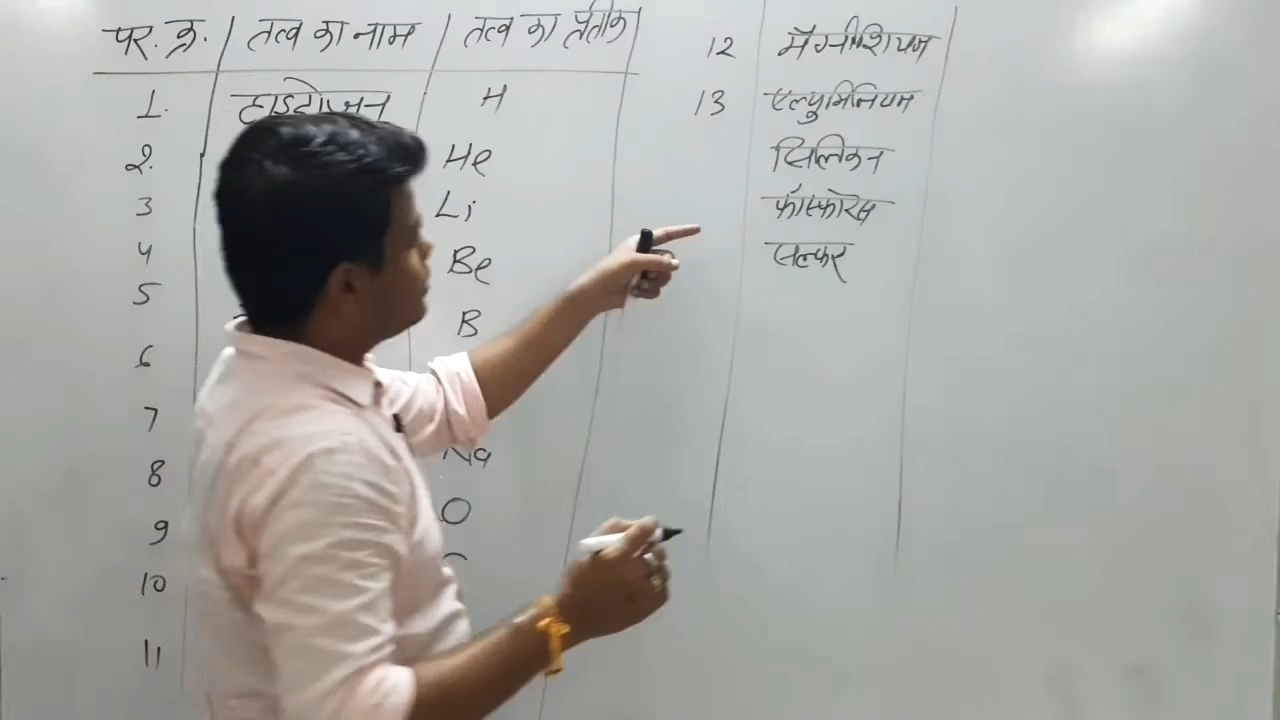 पर. क्र. तत्व का नाम तत्व का प्रतीक
1. हाइड्रोजन H
2. He
3 Li
4 Be
5 B
6
7 Na
8 O
9
10
11
12 मैग्नीशियम
13 एल्युमिनियम
सिलिकन
फॉस्फोरस
सल्फर